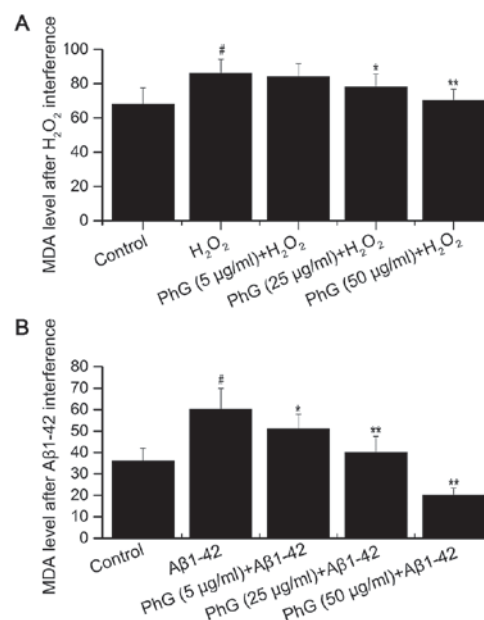 A
MDA level after H₂O₂ interference
100
80
60
40
20
0
#
*
**
Control
H₂O₂
PhG (5 µg/ml)+H₂O₂
PhG (25 µg/ml)+H₂O₂
PhG (50 µg/ml)+H₂O₂
B
MDA level after Aβ1-42 interference
80
70
60
50
40
30
20
10
0
#
*
**
**
Control
Aβ1-42
PhG (5 µg/ml)+Aβ1-42
PhG (25 µg/ml)+Aβ1-42
PhG (50 µg/ml)+Aβ1-42